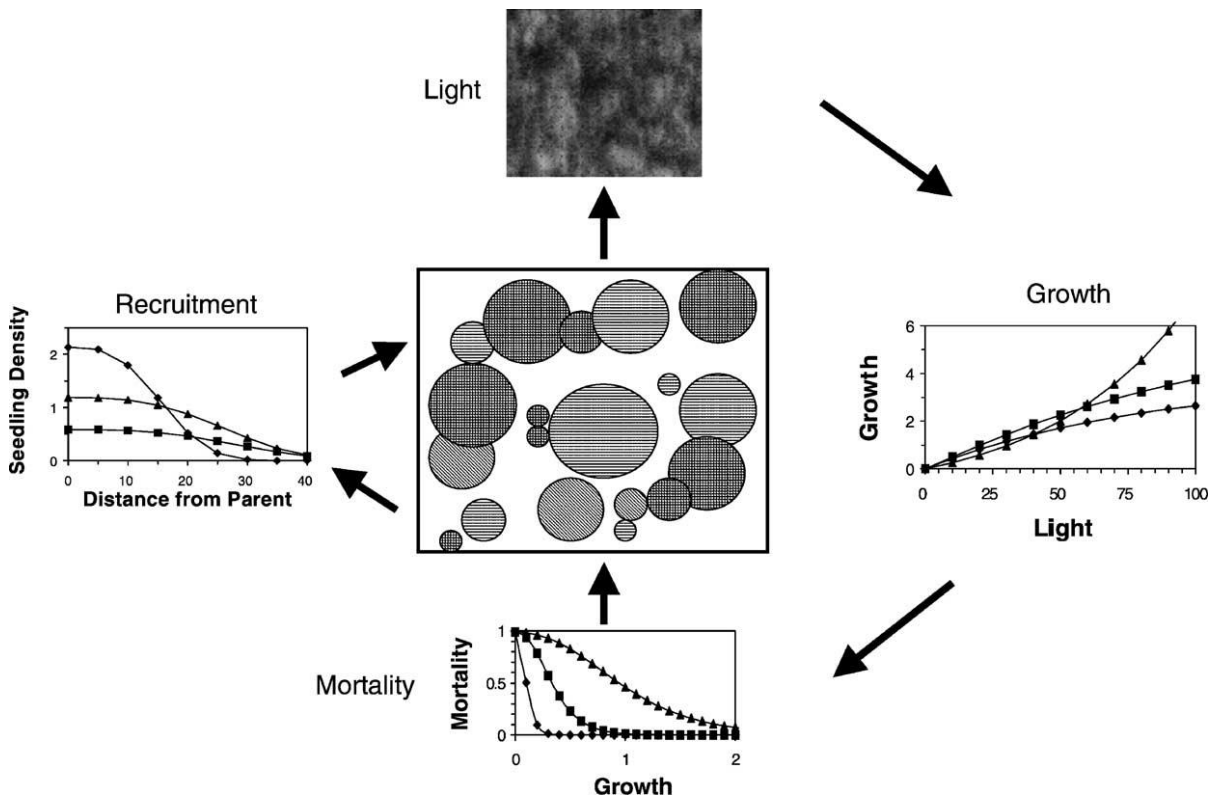 Light
Recruitment
Seedling Density
2
1
0
0 10 20 30 40
Distance from Parent
Growth
Growth
6
4
2
0
0 25 50 75 100
Light
Mortality
Mortality
1
0.5
0
0 1 2
Growth